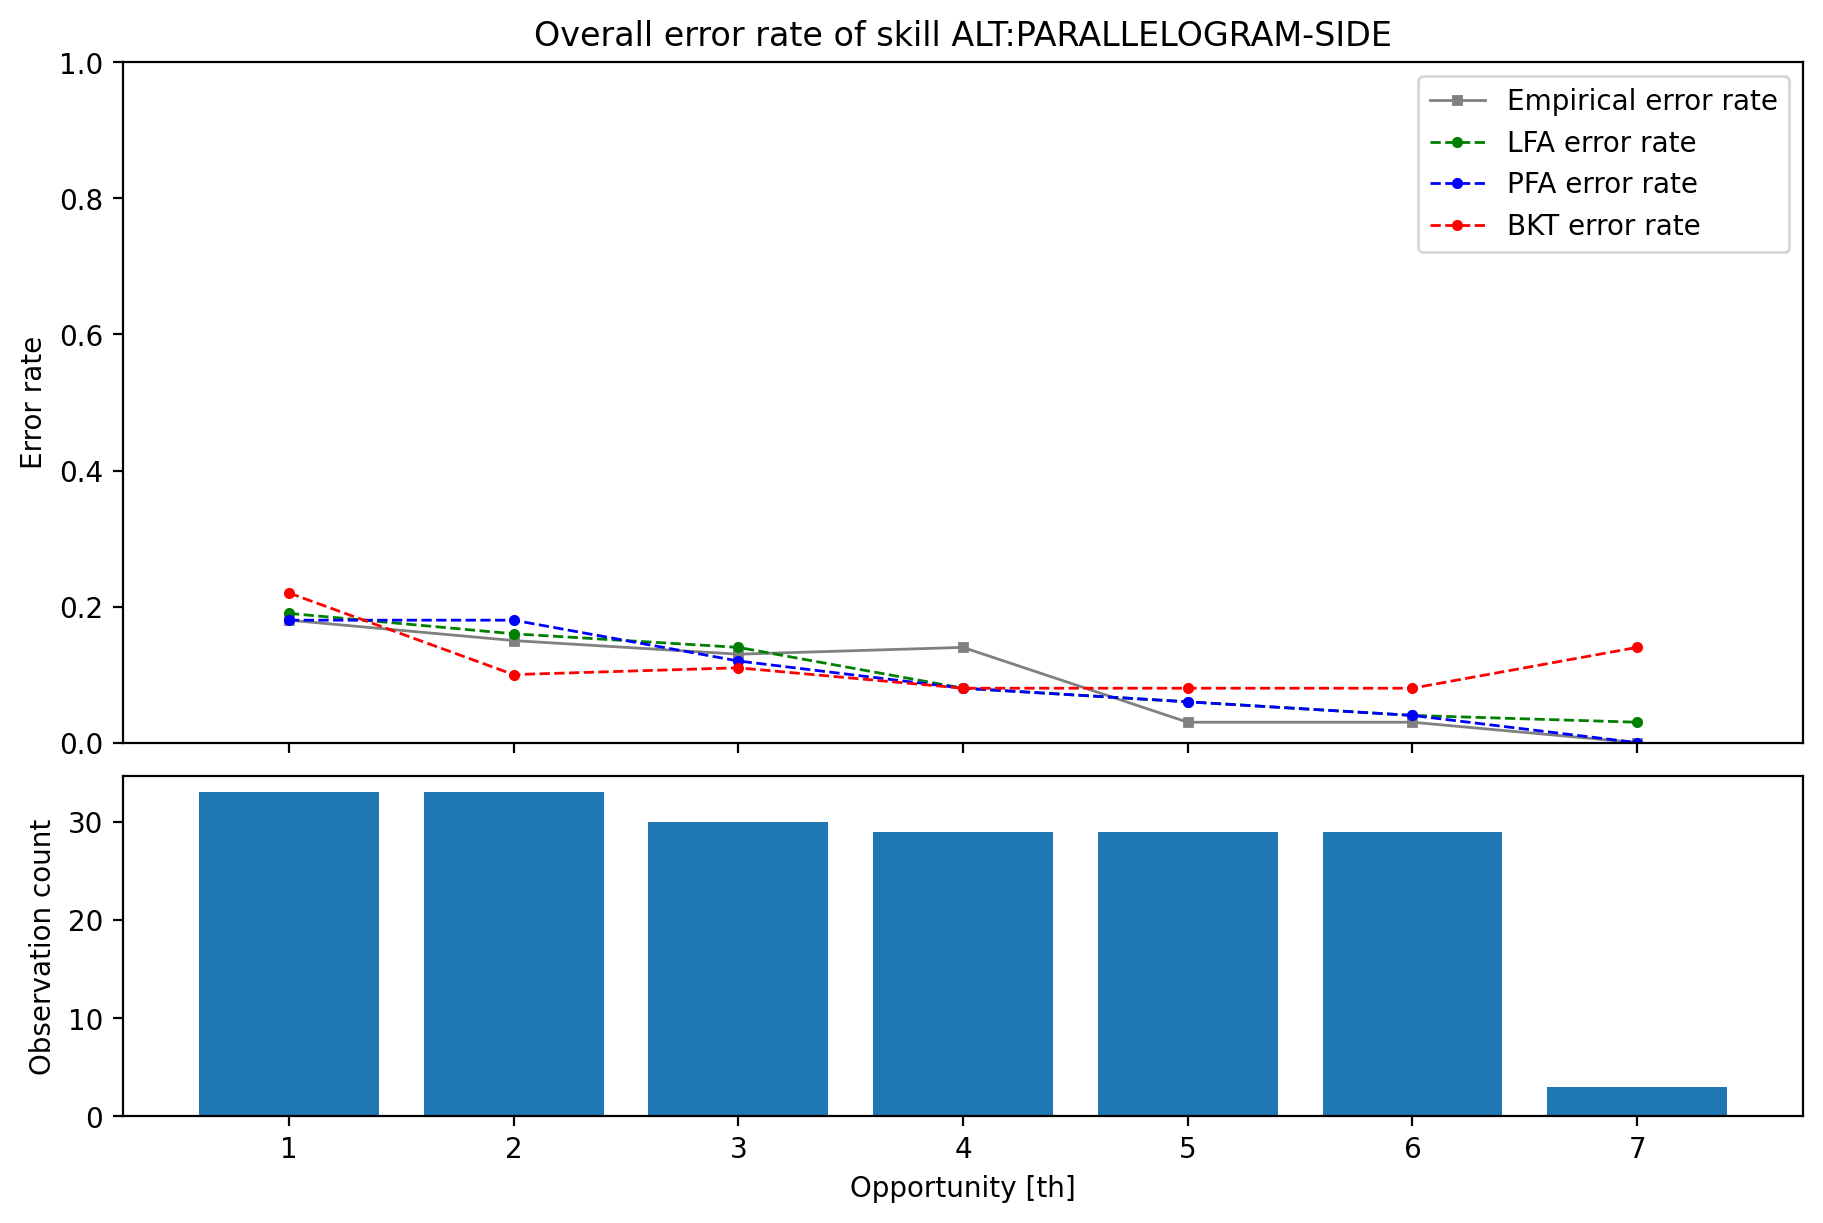 Overall error rate of skill ALT:PARALLELOGRAM-SIDE
1.0
0.8
0.6
0.4
0.2
0.0
Error rate
Empirical error rate
LFA error rate
PFA error rate
BKT error rate
30
20
10
0
Observation count
1 2 3 4 5 6 7
Opportunity [th]